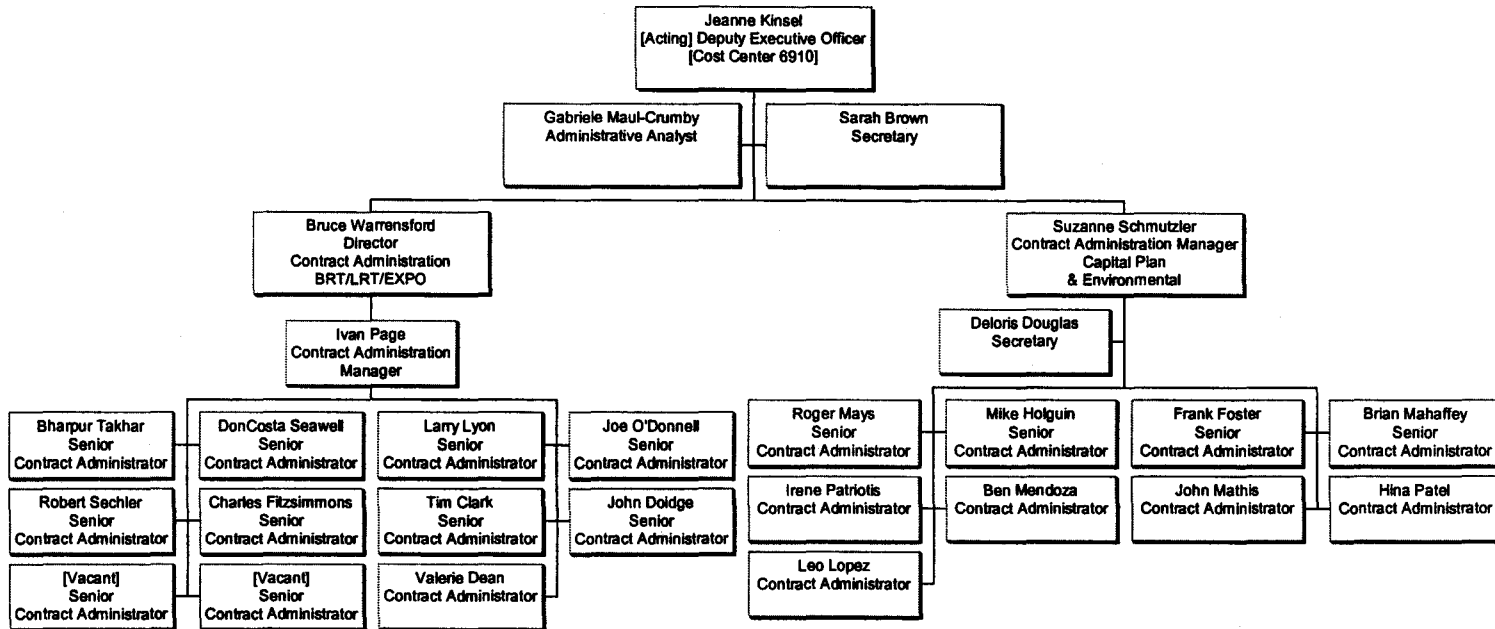 Jeanne Kinsel
[Acting] Deputy Executive Officer
[Cost Center 6910]
Gabriele Maul-Crumby
Administrative Analyst
Sarah Brown
Secretary
Bruce Warrensford
Director
Contract Administration
BRT/LRT/EXPO
Suzanne Schmutzler
Contract Administration Manager
Capital Plan
& Environmental
Ivan Page
Contract Administration
Manager
Deloris Douglas
Secretary
Bharpur Takhar
Senior
Contract Administrator
DonCosta Seawell
Senior
Contract Administrator
Larry Lyon
Senior
Contract Administrator
Joe O'Donnell
Senior
Contract Administrator
Robert Sechler
Senior
Contract Administrator
Charles Fitzsimmons
Senior
Contract Administrator
Tim Clark
Senior
Contract Administrator
John Doidge
Senior
Contract Administrator
[Vacant]
Senior
Contract Administrator
[Vacant]
Senior
Contract Administrator
Valerie Dean
Contract Administrator
Roger Mays
Senior
Contract Administrator
Mike Holguin
Senior
Contract Administrator
Frank Foster
Senior
Contract Administrator
Brian Mahaffey
Senior
Contract Administrator
Irene Patriotis
Contract Administrator
Ben Mendoza
Contract Administrator
John Mathis
Contract Administrator
Hina Patel
Contract Administrator
Leo Lopez
Contract Administrator